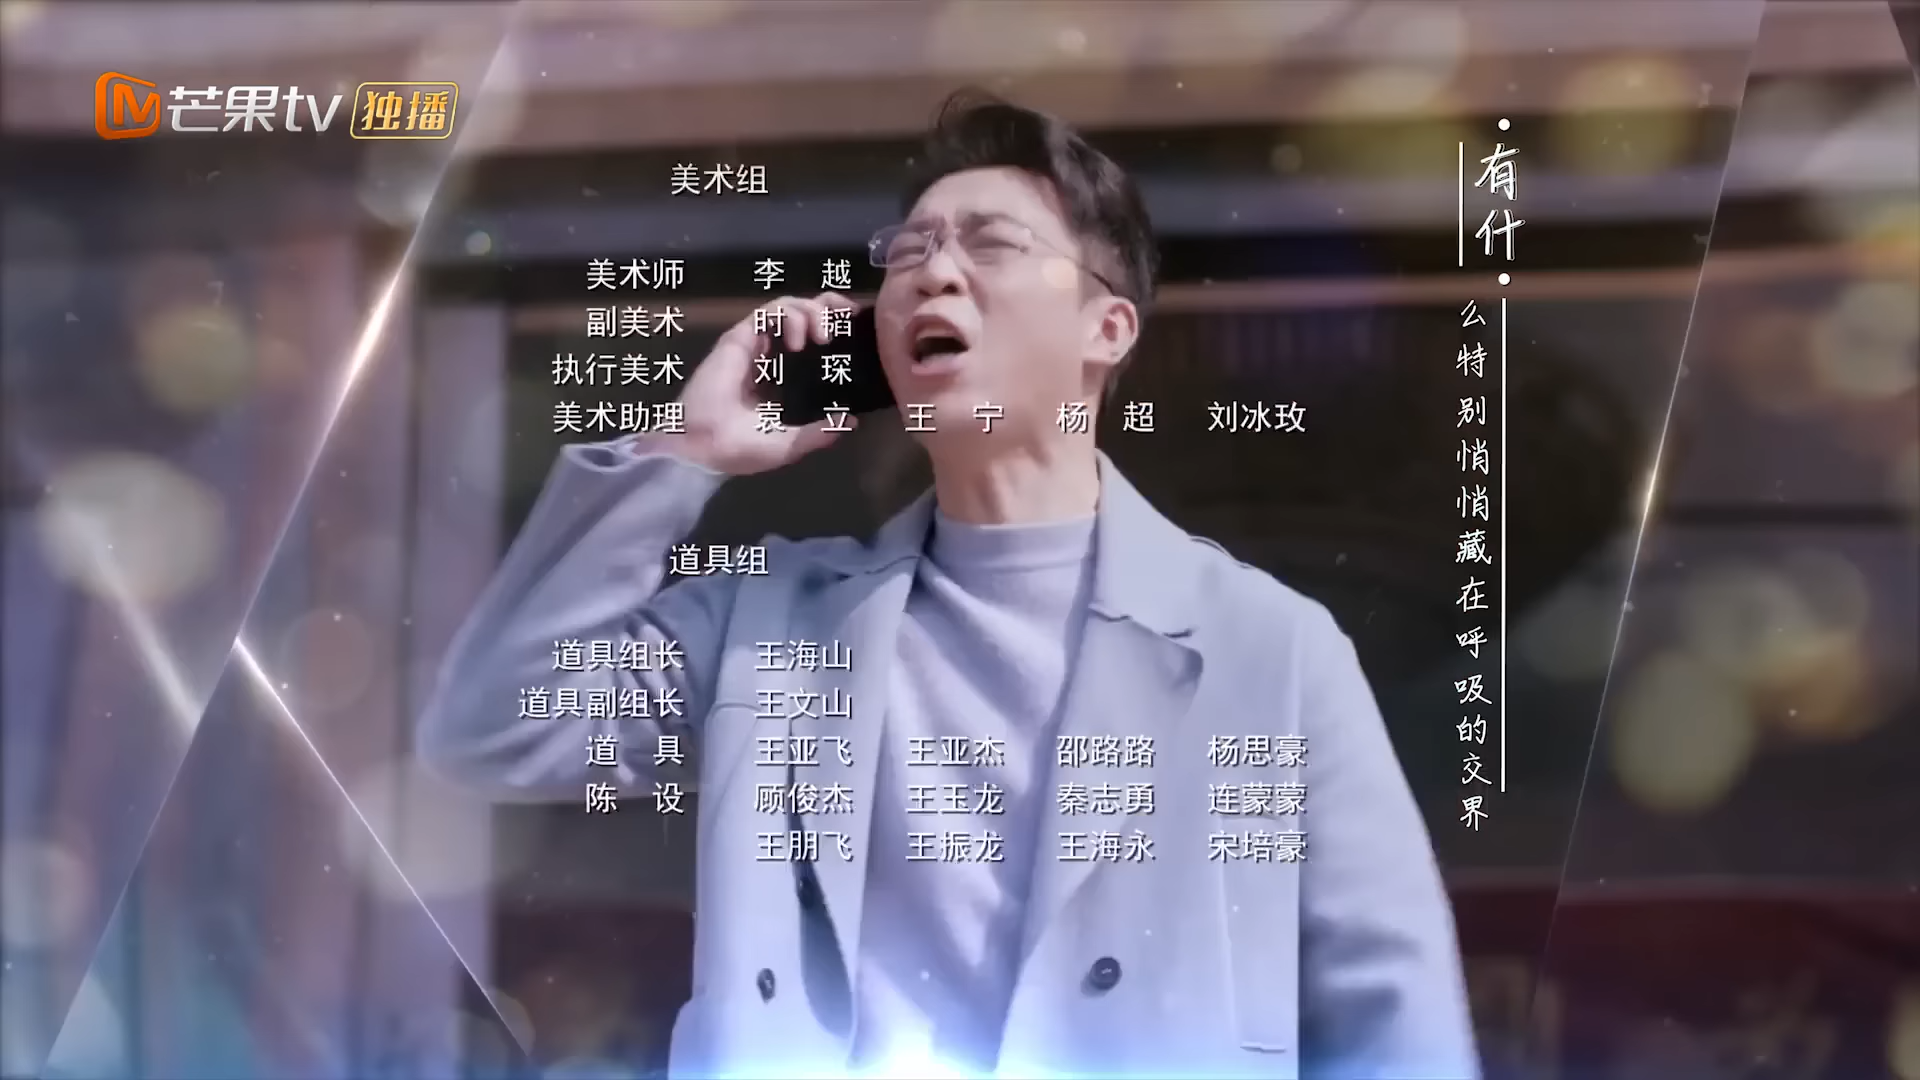 芒果tv 独播
美术组
美术师 李 越
副美术 时 韬
执行美术 刘 琛
美术助理 袁 立 王 宁 杨 超 刘冰玫
道具组
道具组长 王海山
道具副组长 王文山
道 具 王亚飞 王亚杰 邵路路 杨思豪
陈 设 顾俊杰 王玉龙 秦志勇 连蒙蒙
王朋飞 王振龙 王海永 宋培豪
有什
么特别悄悄藏在呼吸的交界